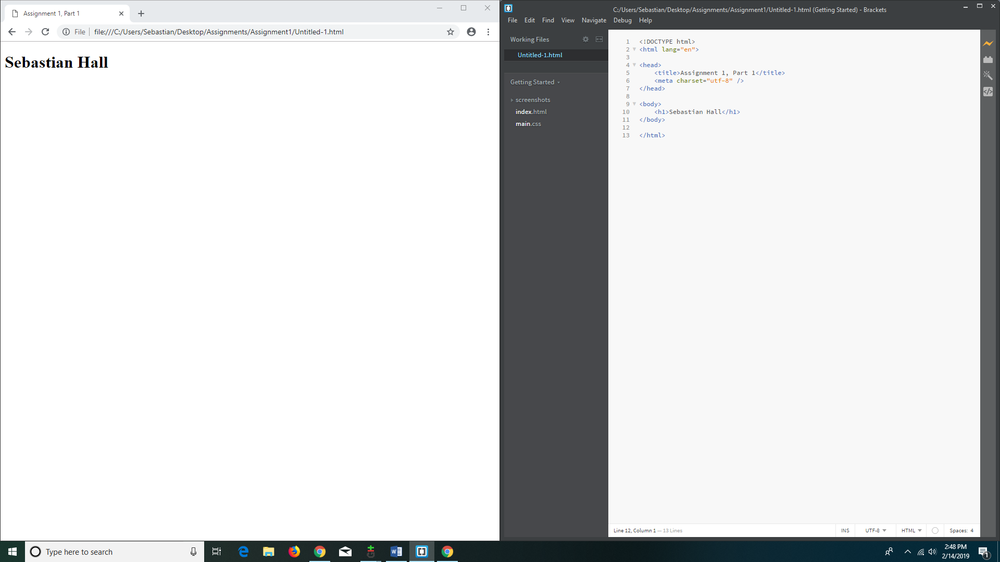 Assignment 1, Part 1
File
file:///C:/Users/Sebastian/Desktop/Assignments/Assignment1/Untitled-1.html
Sebastian Hall
C:/Users/Sebastian/Desktop/Assignments/Assignment1/Untitled-1.html (Getting Started) - Brackets
File Edit Find View Navigate Debug Help
Working Files
Untitled-1.html
Getting Started
screenshots
index.html
main.css
1 <!DOCTYPE html>
2 <html lang="en">
3
4 <head>
5 <title>Assignment 1, Part 1</title>
6 <meta charset="utf-8" />
7 </head>
8
9 <body>
10 <h1>Sebastian Hall</h1>
11 </body>
12
13 </html>
Line 12, Column 1 — 13 Lines
INS UTF-8 HTML Spaces: 4
Type here to search
2:48 PM
2/14/2019
1